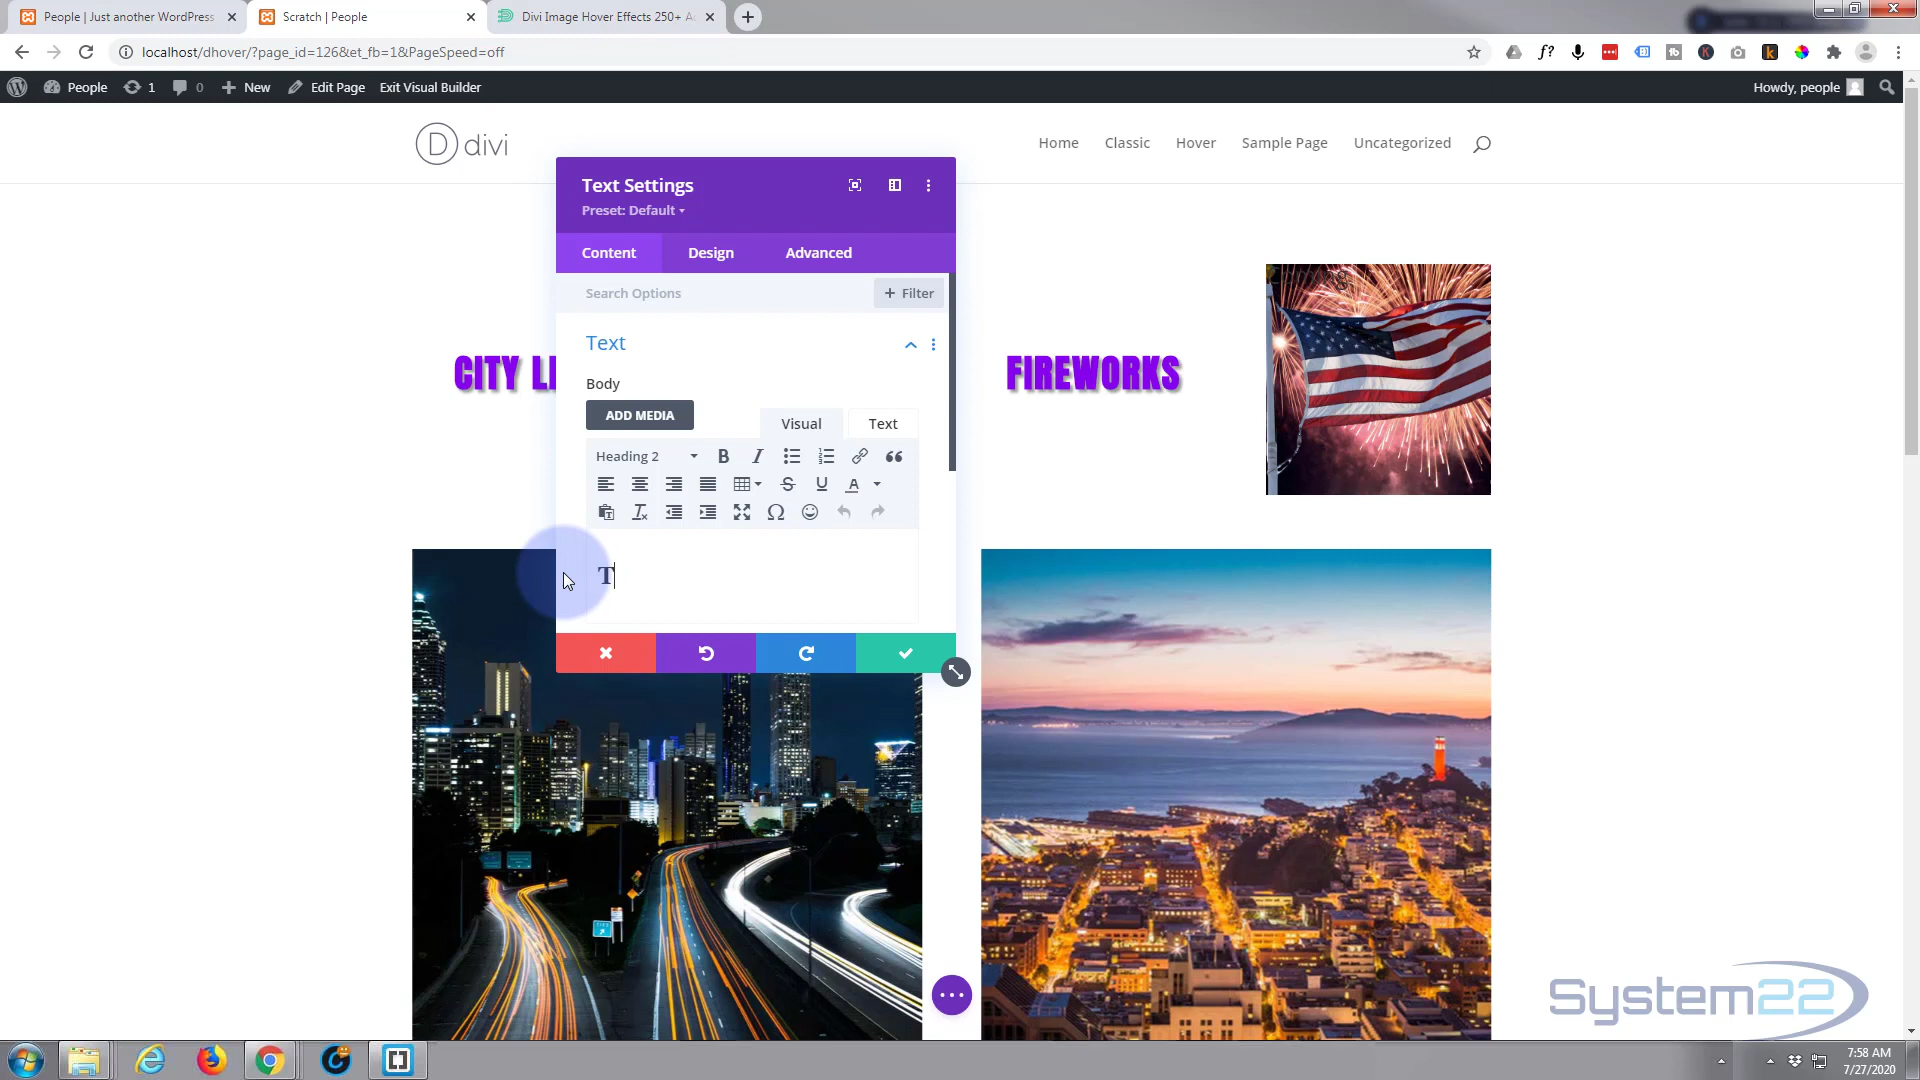 People | Just another WordPress
Scratch | People
Divi Image Hover Effects 250+ A
localhost/dhover/?page_id=126&et_fb=1&PageSpeed=off
People
1
0
New
Edit Page
Exit Visual Builder
Howdy, people
D divi
Home
Classic
Hover
Sample Page
Uncategorized
Text Settings
Preset: Default
Content
Design
Advanced
Search Options
+ Filter
Text
CITY LI
FIREWORKS
Body
ADD MEDIA
Visual
Text
Heading 2
T
System22
7:58 AM
7/27/2020